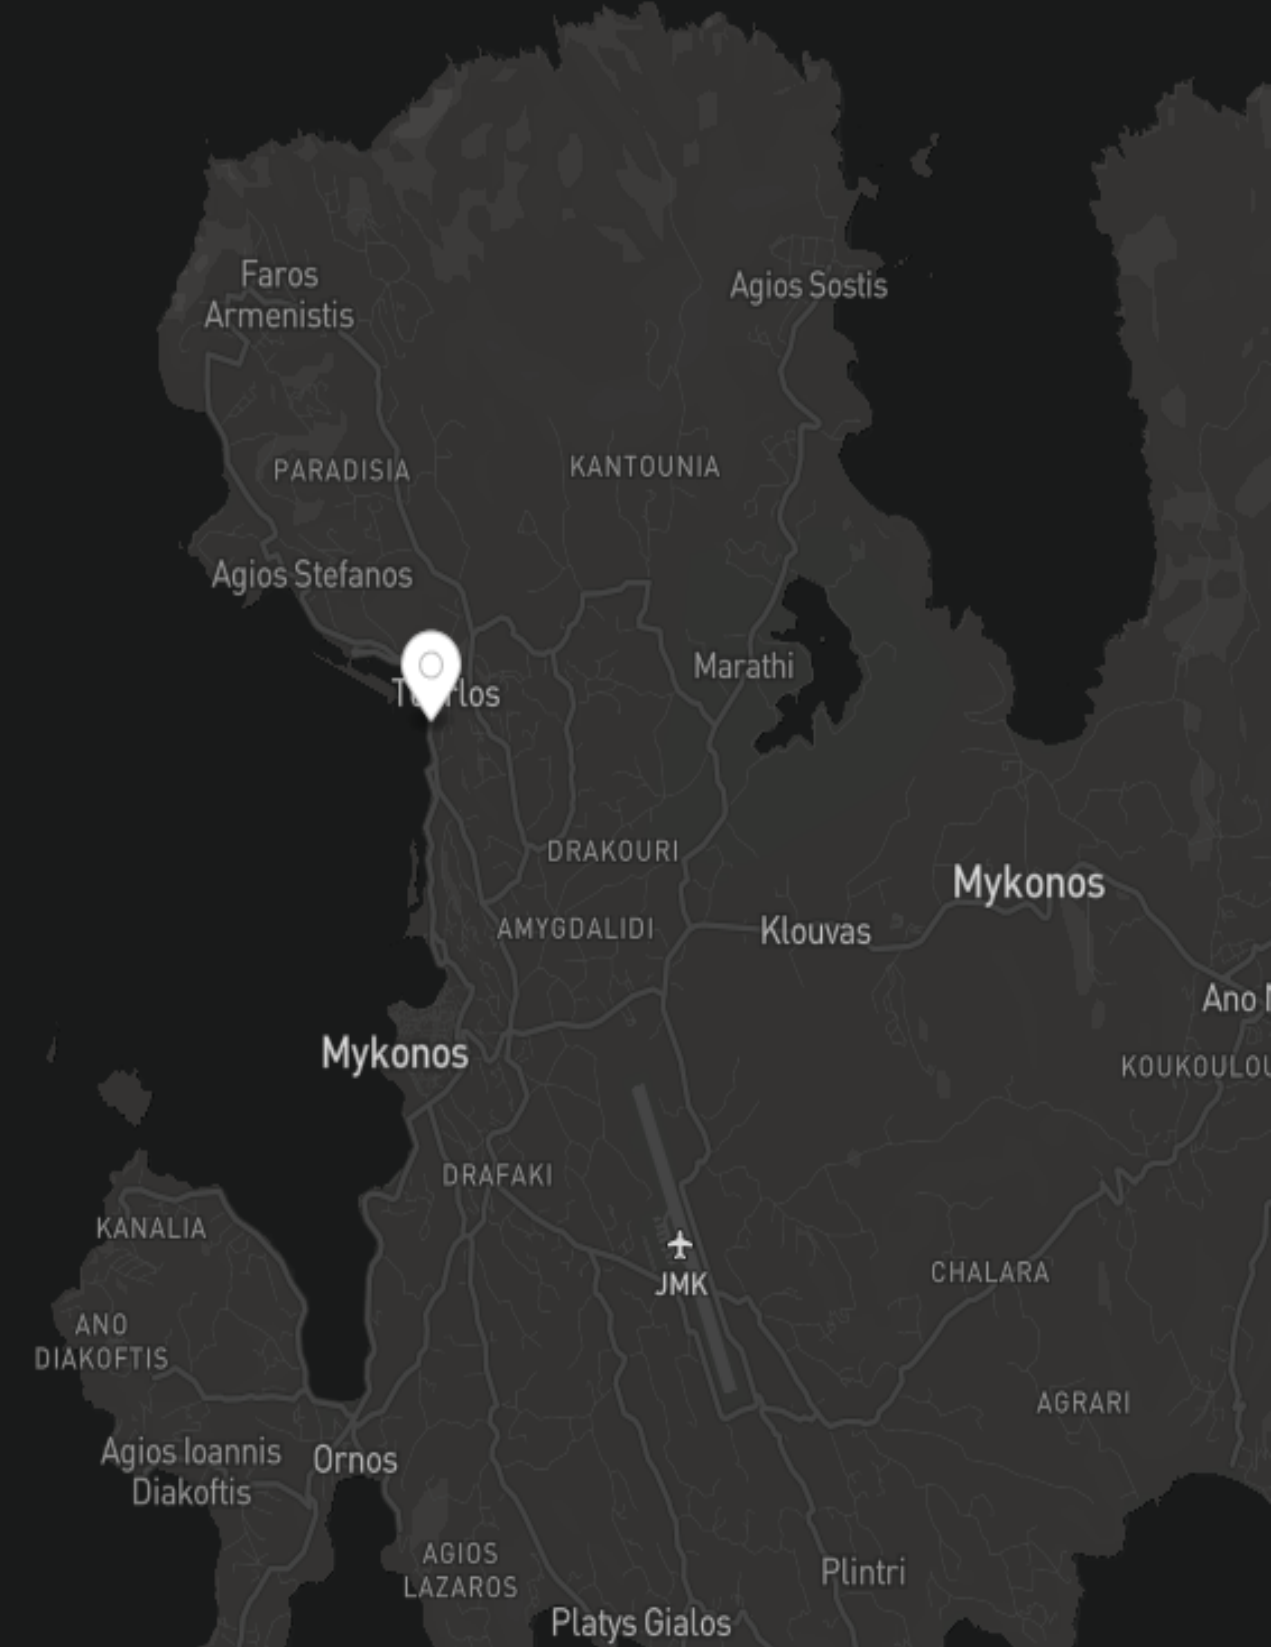 Faros
Armenistis
Agios Sostis
PARADISIA
KANTOUNIA
Agios Stefanos
Marathi
DRAKOURI
Mykonos
AMYGDALIDI
Klouvas
Ano
Mykonos
DRAFAKI
KANALIA
JMK
CHALARA
ANO
DIAKOFTIS
AGRARI
Agios Ioannis
Diakoftis
Ornos
AGIOS
LAZAROS
Plintri
Platys Gialos